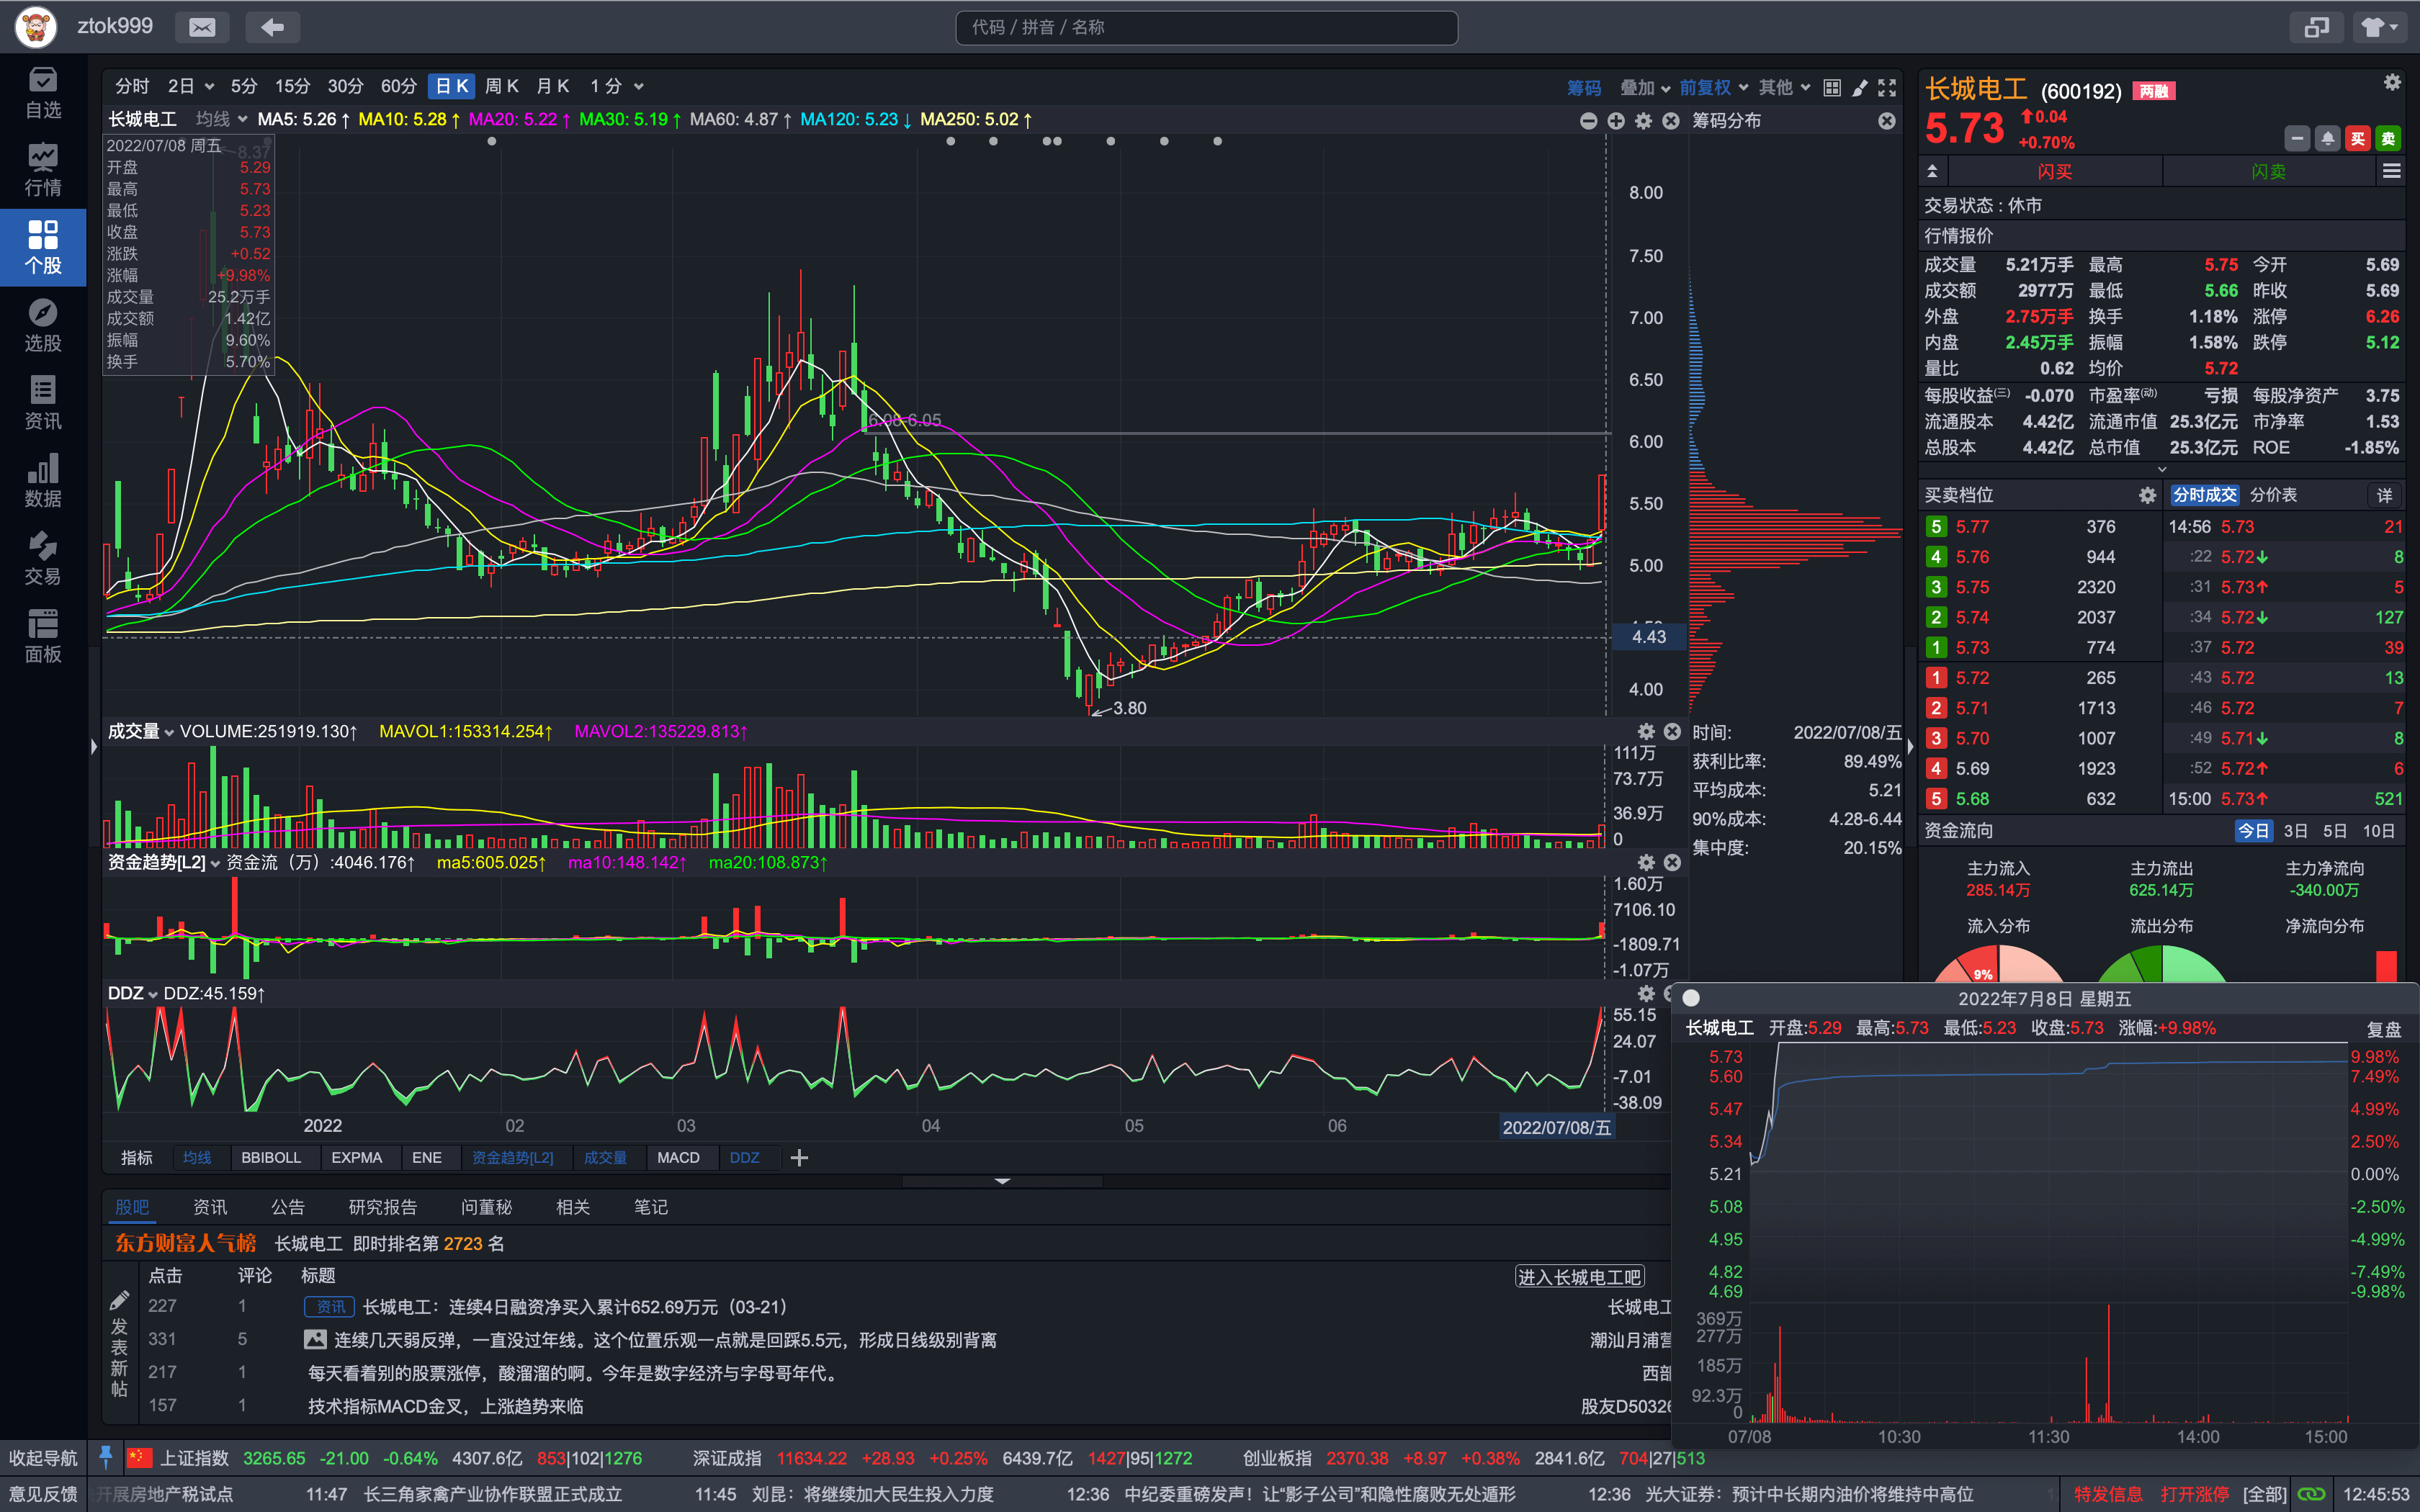 ztok999
代码 / 拼音 / 名称
自选
行情
个股
选股
资讯
数据
交易
面板
分时 2日 5分 15分 30分 60分 日K 周K 月K 1分
筹码 叠加 前复权 其他
长城电工 均线 MA5: 5.26↑ MA10: 5.28↑ MA20: 5.22↑ MA30: 5.19↑ MA60: 4.87↑ MA120: 5.23↓ MA250: 5.02↑
筹码分布
2022/07/08 周五
8.37
开盘 5.29
最高 5.73
最低 5.23
收盘 5.73
涨跌 +0.52
涨幅 +9.98%
成交量 25.2万手
成交额 1.42亿
振幅 9.60%
换手 5.70%
8.00
7.50
7.00
6.50
6.00
5.50
5.00
4.43
4.00
3.80
成交量 VOLUME:251919.130↑ MAVOL1:153314.254↑ MAVOL2:135229.813↑
111万
73.7万
36.9万
0
资金趋势[L2] 资金流（万）:4046.176↑ ma5:605.025↑ ma10:148.142↑ ma20:108.873↑
1.60万
7106.10
-1809.71
-1.07万
DDZ DDZ:45.159↑
55.15
24.07
-7.01
-38.09
2022 02 03 04 05 06 2022/07/08/五
时间: 2022/07/08/五
获利比率: 89.49%
平均成本: 5.21
90%成本: 4.28-6.44
集中度: 20.15%
指标 均线 BBIBOLL EXPMA ENE 资金趋势[L2] 成交量 MACD DDZ
股吧 资讯 公告 研究报告 问董秘 相关 笔记
东方财富人气榜 长城电工 即时排名第 2723 名
点击 评论 标题
进入长城电工吧
发表新帖
227 1 资讯 长城电工：连续4日融资净买入累计652.69万元（03-21） 长城电工
331 5 连续几天弱反弹，一直没过年线。这个位置乐观一点就是回踩5.5元，形成日线级别背离 潮汕月浦
217 1 每天看着别的股票涨停，酸溜溜的啊。今年是数字经济与字母哥年代。 西部
157 1 技术指标MACD金叉，上涨趋势来临 股友D5032
长城电工 (600192) 两融
5.73 0.04
+0.70%
买 卖
闪买 闪卖
交易状态：休市
行情报价
成交量 5.21万手 最高 5.75 今开 5.69
成交额 2977万 最低 5.66 昨收 5.69
外盘 2.75万手 换手 1.18% 涨停 6.26
内盘 2.45万手 振幅 1.58% 跌停 5.12
量比 0.62 均价 5.72
每股收益(三) -0.070 市盈率(动) 亏损 每股净资产 3.75
流通股本 4.42亿 流通市值 25.3亿元 市净率 1.53
总股本 4.42亿 总市值 25.3亿元 ROE -1.85%
买卖档位
分时成交 分价表 详
5 5.77 376
4 5.76 944
3 5.75 2320
2 5.74 2037
1 5.73 774
1 5.72 265
2 5.71 1713
3 5.70 1007
4 5.69 1923
5 5.68 632
14:56 5.73 21
:22 5.72↓ 8
:31 5.73↑ 5
:34 5.72↓ 127
:37 5.72 39
:43 5.72 13
:46 5.72 7
:49 5.71↓ 8
:52 5.72↑ 6
15:00 5.73↑ 521
资金流向 今日 3日 5日 10日
主力流入 主力流出 主力净流向
285.14万 625.14万 -340.00万
流入分布 流出分布 净流向分布
9%
2022年7月8日 星期五
长城电工 开盘:5.29 最高:5.73 最低:5.23 收盘:5.73 涨幅:+9.98% 复盘
5.73 9.98%
5.60 7.49%
5.47 4.99%
5.34 2.50%
5.21 0.00%
5.08 -2.50%
4.95 -4.99%
4.82 -7.49%
4.69 -9.98%
369万
277万
185万
92.3万
0
07/08 10:30 11:30 14:00 15:00
收起导航 上证指数 3265.65 -21.00 -0.64% 4307.6亿 853|102|1276 深证成指 11634.22 +28.93 +0.25% 6439.7亿 1427|95|1272 创业板指 2370.38 +8.97 +0.38% 2841.6亿 704|27|513
意见反馈 开展房地产税试点 11:47 长三角家禽产业协作联盟正式成立 11:45 刘昆：将继续加大民生投入力度 12:36 中纪委重磅发声！让“影子公司”和隐性腐败无处遁形 12:36 光大证券：预计中长期内油价将维持中高位 特发信息 打开涨停 [全部] 12:45:53